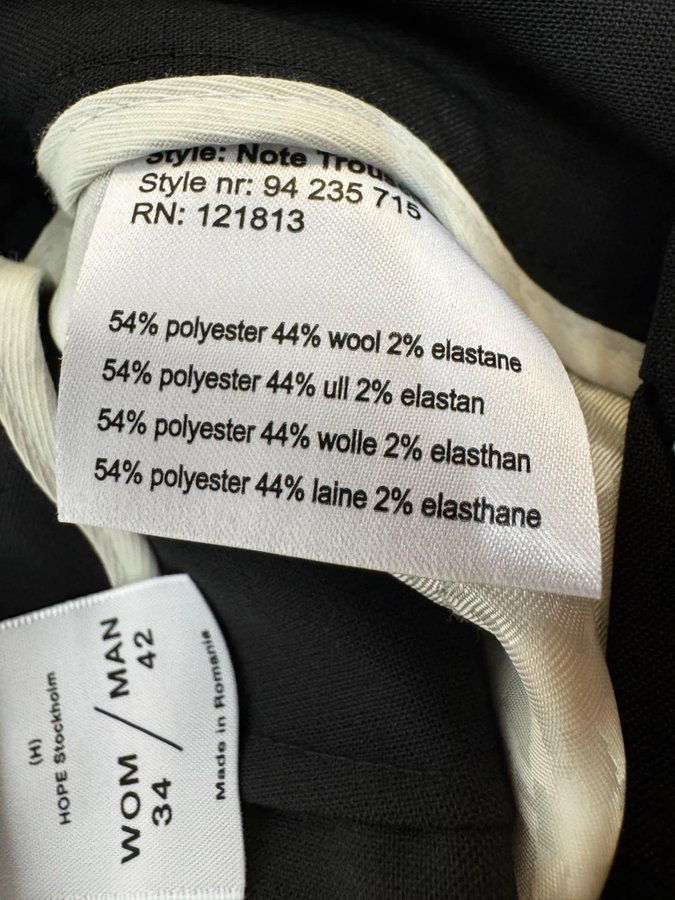 Style: Note
Style nr: 94 235 715
RN: 121813
54% polyester 44% wool 2% elastane
54% polyester 44% ull 2% elastan
54% polyester 44% wolle 2% elasthan
54% polyester 44% laine 2% elasthane
(H)
HOPE Stockholm
WOM / MAN
34 42
Made in Romania